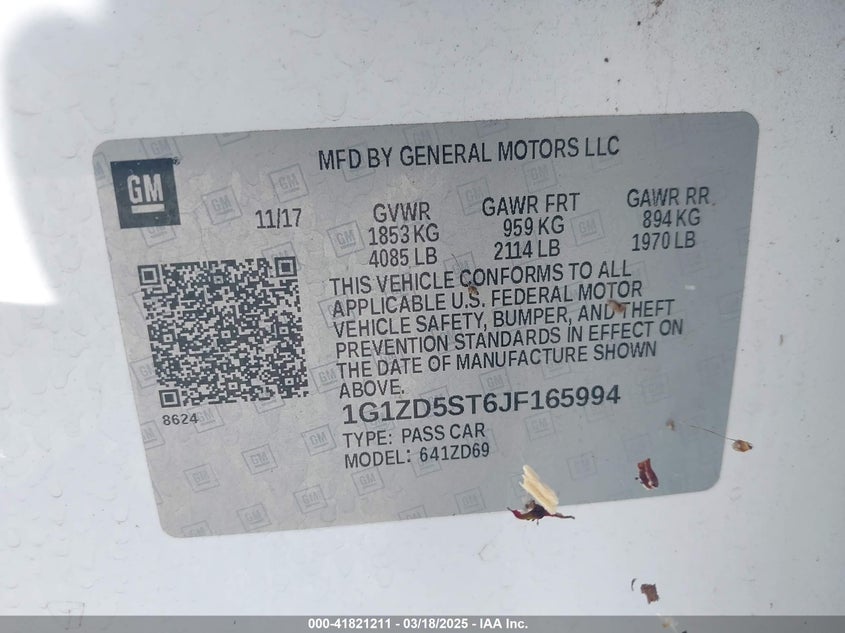 MFD BY GENERAL MOTORS LLC
GM
11/17
GVWR
1853 KG
4085 LB
GAWR FRT
959 KG
2114 LB
GAWR RR
894 KG
1970 LB
THIS VEHICLE CONFORMS TO ALL
APPLICABLE U.S. FEDERAL MOTOR
VEHICLE SAFETY, BUMPER, AND THEFT
PREVENTION STANDARDS IN EFFECT ON
THE DATE OF MANUFACTURE SHOWN
ABOVE.
8624
1G1ZD5ST6JF165994
TYPE: PASS CAR
MODEL: 641ZD69
000-41821211 - 03/18/2025 - IAA Inc.